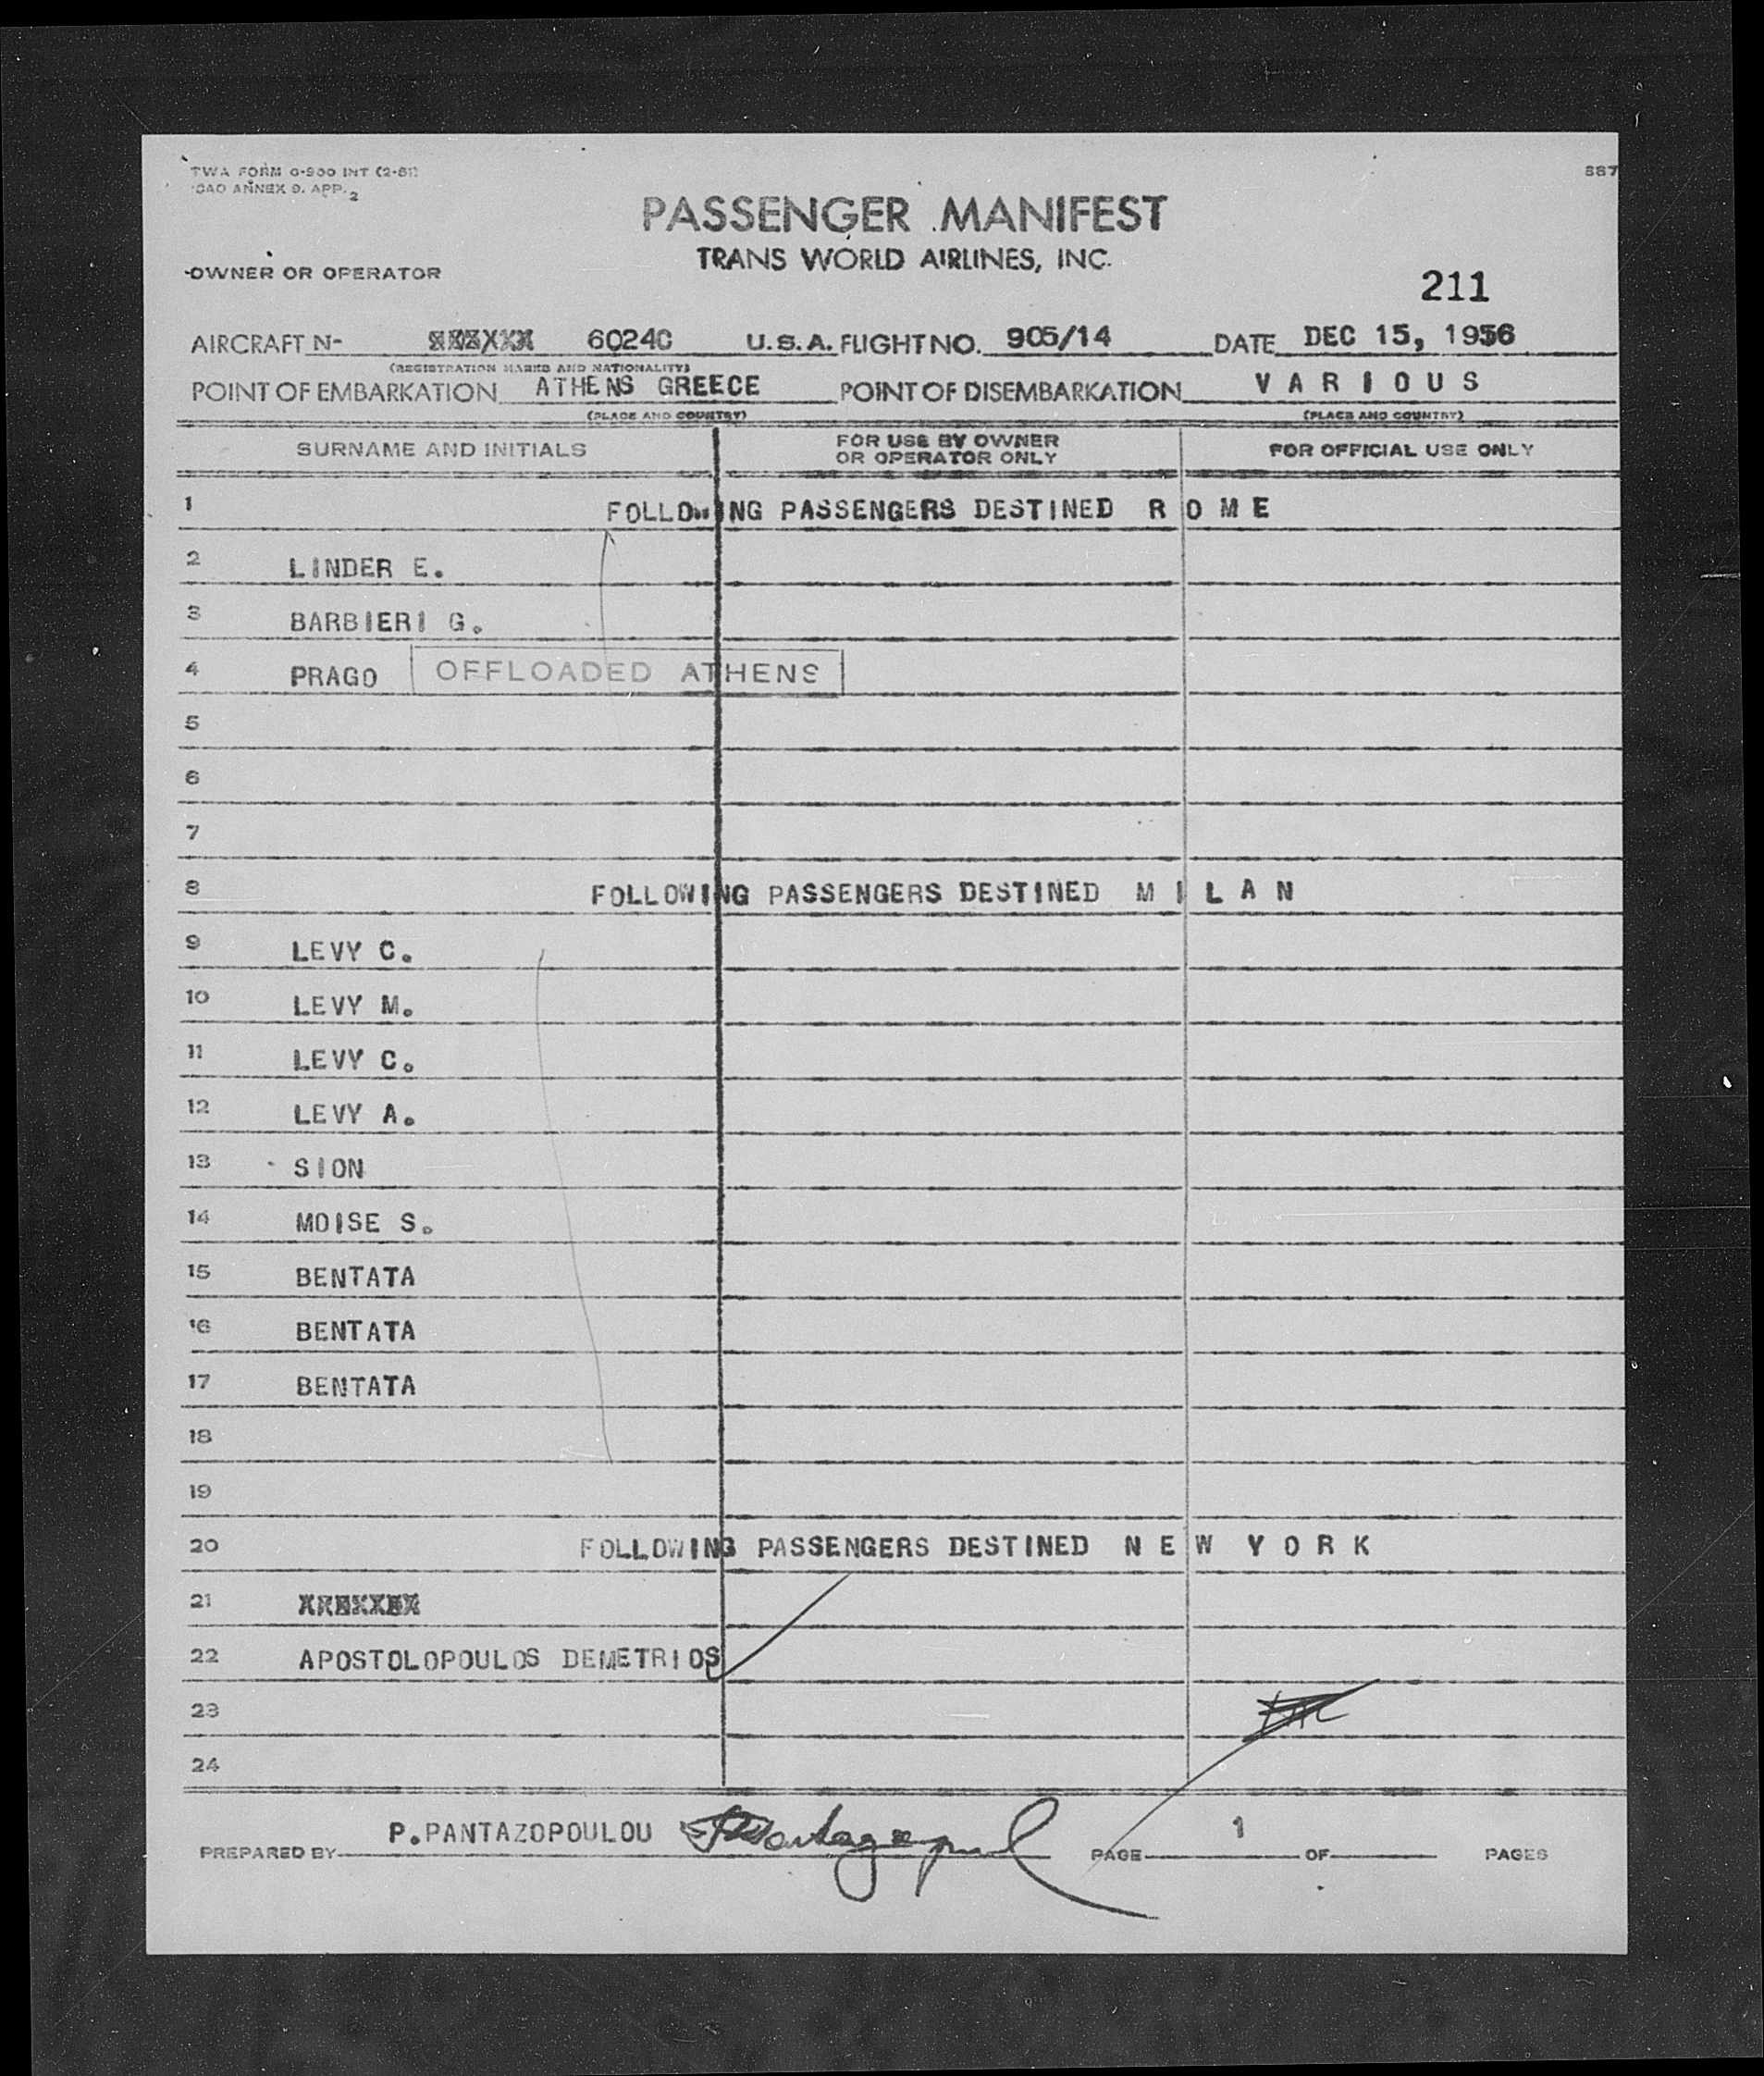 TWA FORM O-900 INT (2-51)
ICAO ANNEX 9. APP. 2
887
PASSENGER MANIFEST
TRANS WORLD AIRLINES, INC.
OWNER OR OPERATOR
211
AIRCRAFT N- 6024C U.S.A. FLIGHT NO. 905/14 DATE DEC 15, 1956
(REGISTRATION MARKS AND NATIONALITY)
POINT OF EMBARKATION ATHENS GREECE POINT OF DISEMBARKATION VARIOUS
(PLACE AND COUNTRY) (PLACE AND COUNTRY)
SURNAME AND INITIALS FOR USE BY OWNER OR OPERATOR ONLY FOR OFFICIAL USE ONLY
1 FOLLOWING PASSENGERS DESTINED R O M E
2 LINDER E.
3 BARBIERI G.
4 PRAGO OFFLOADED ATHENS
5
6
7
8 FOLLOWING PASSENGERS DESTINED M I L A N
9 LEVY C.
10 LEVY M.
11 LEVY C.
12 LEVY A.
13 SION
14 MOISE S.
15 BENTATA
16 BENTATA
17 BENTATA
18
19
20 FOLLOWING PASSENGERS DESTINED N E W Y O R K
21
22 APOSTOLOPOULOS DEMETRIOS
23
24
PREPARED BY P.PANTAZOPOULOU PAGE 1 OF PAGES